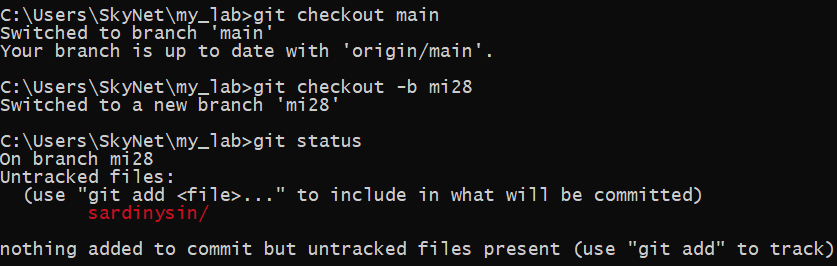 C:\Users\SkyNet\my_lab>git checkout main
Switched to branch 'main'
Your branch is up to date with 'origin/main'.
C:\Users\SkyNet\my_lab>git checkout -b mi28
Switched to a new branch 'mi28'
C:\Users\SkyNet\my_lab>git status
On branch mi28
Untracked files:
(use "git add <file>..." to include in what will be committed)
sardinysin/
nothing added to commit but untracked files present (use "git add" to track)